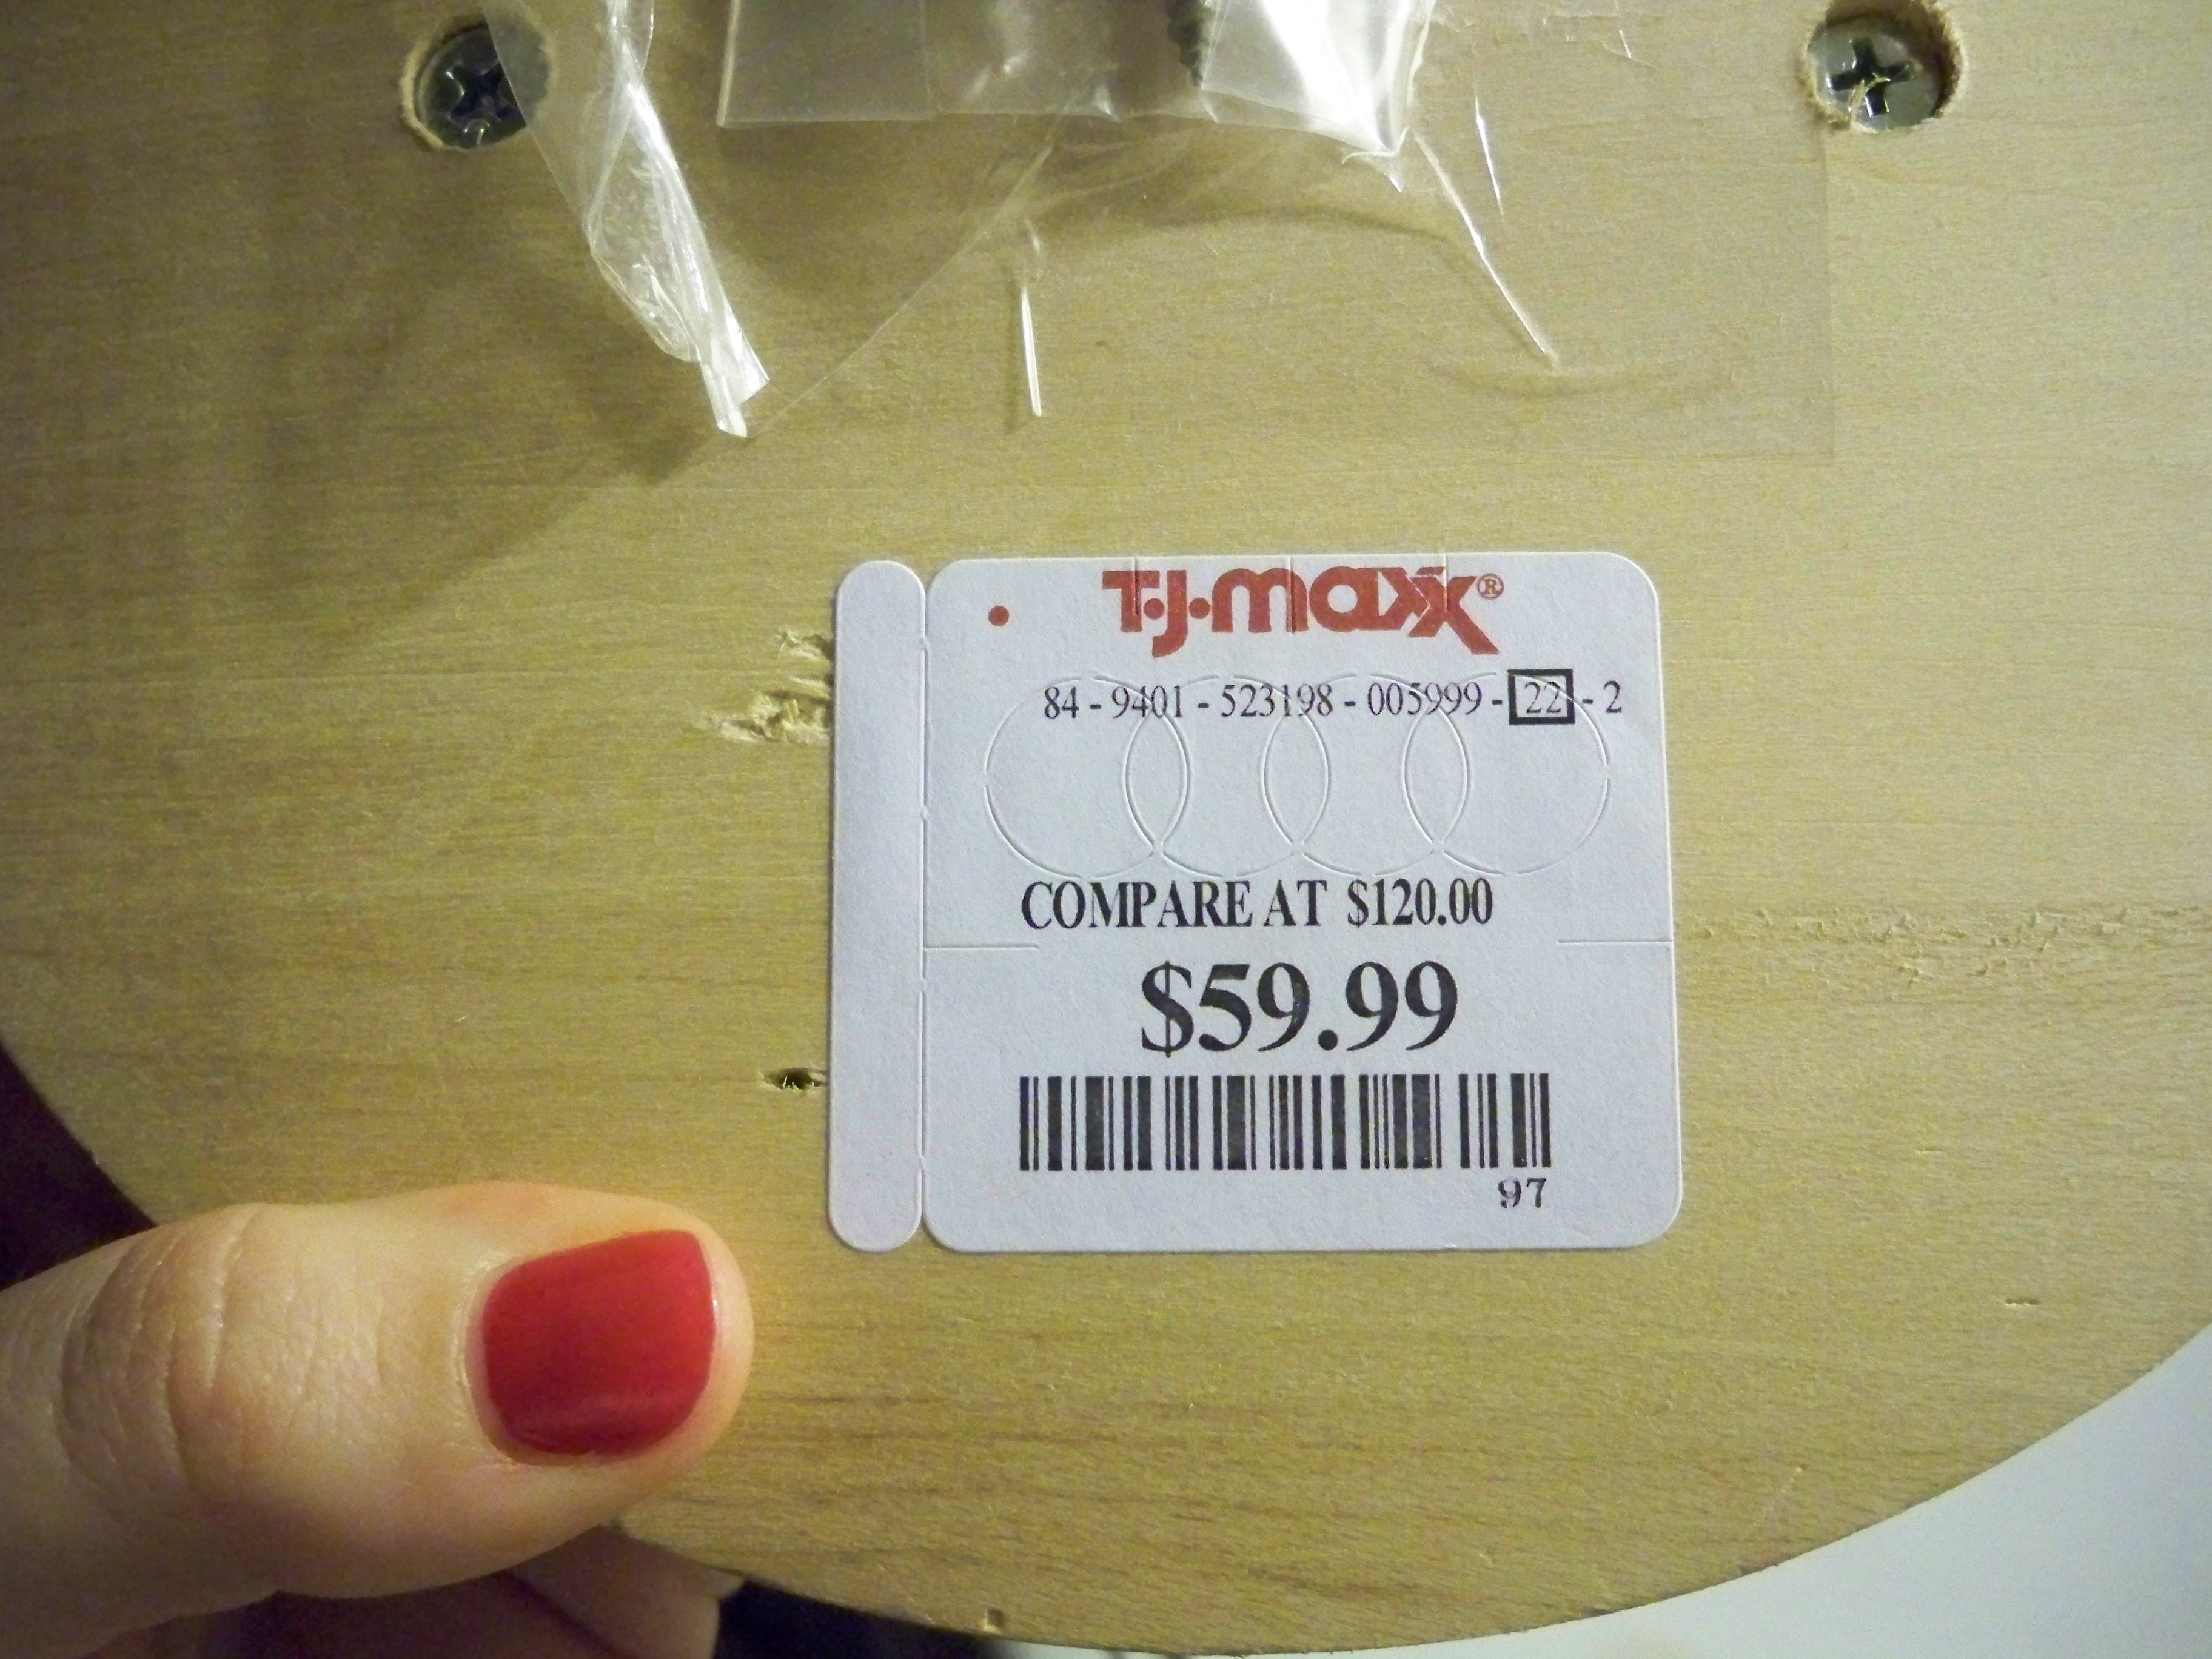 T.J.maxx®
84 - 9401 - 523198 - 005999 - 22 - 2
COMPARE AT $120.00
$59.99
97